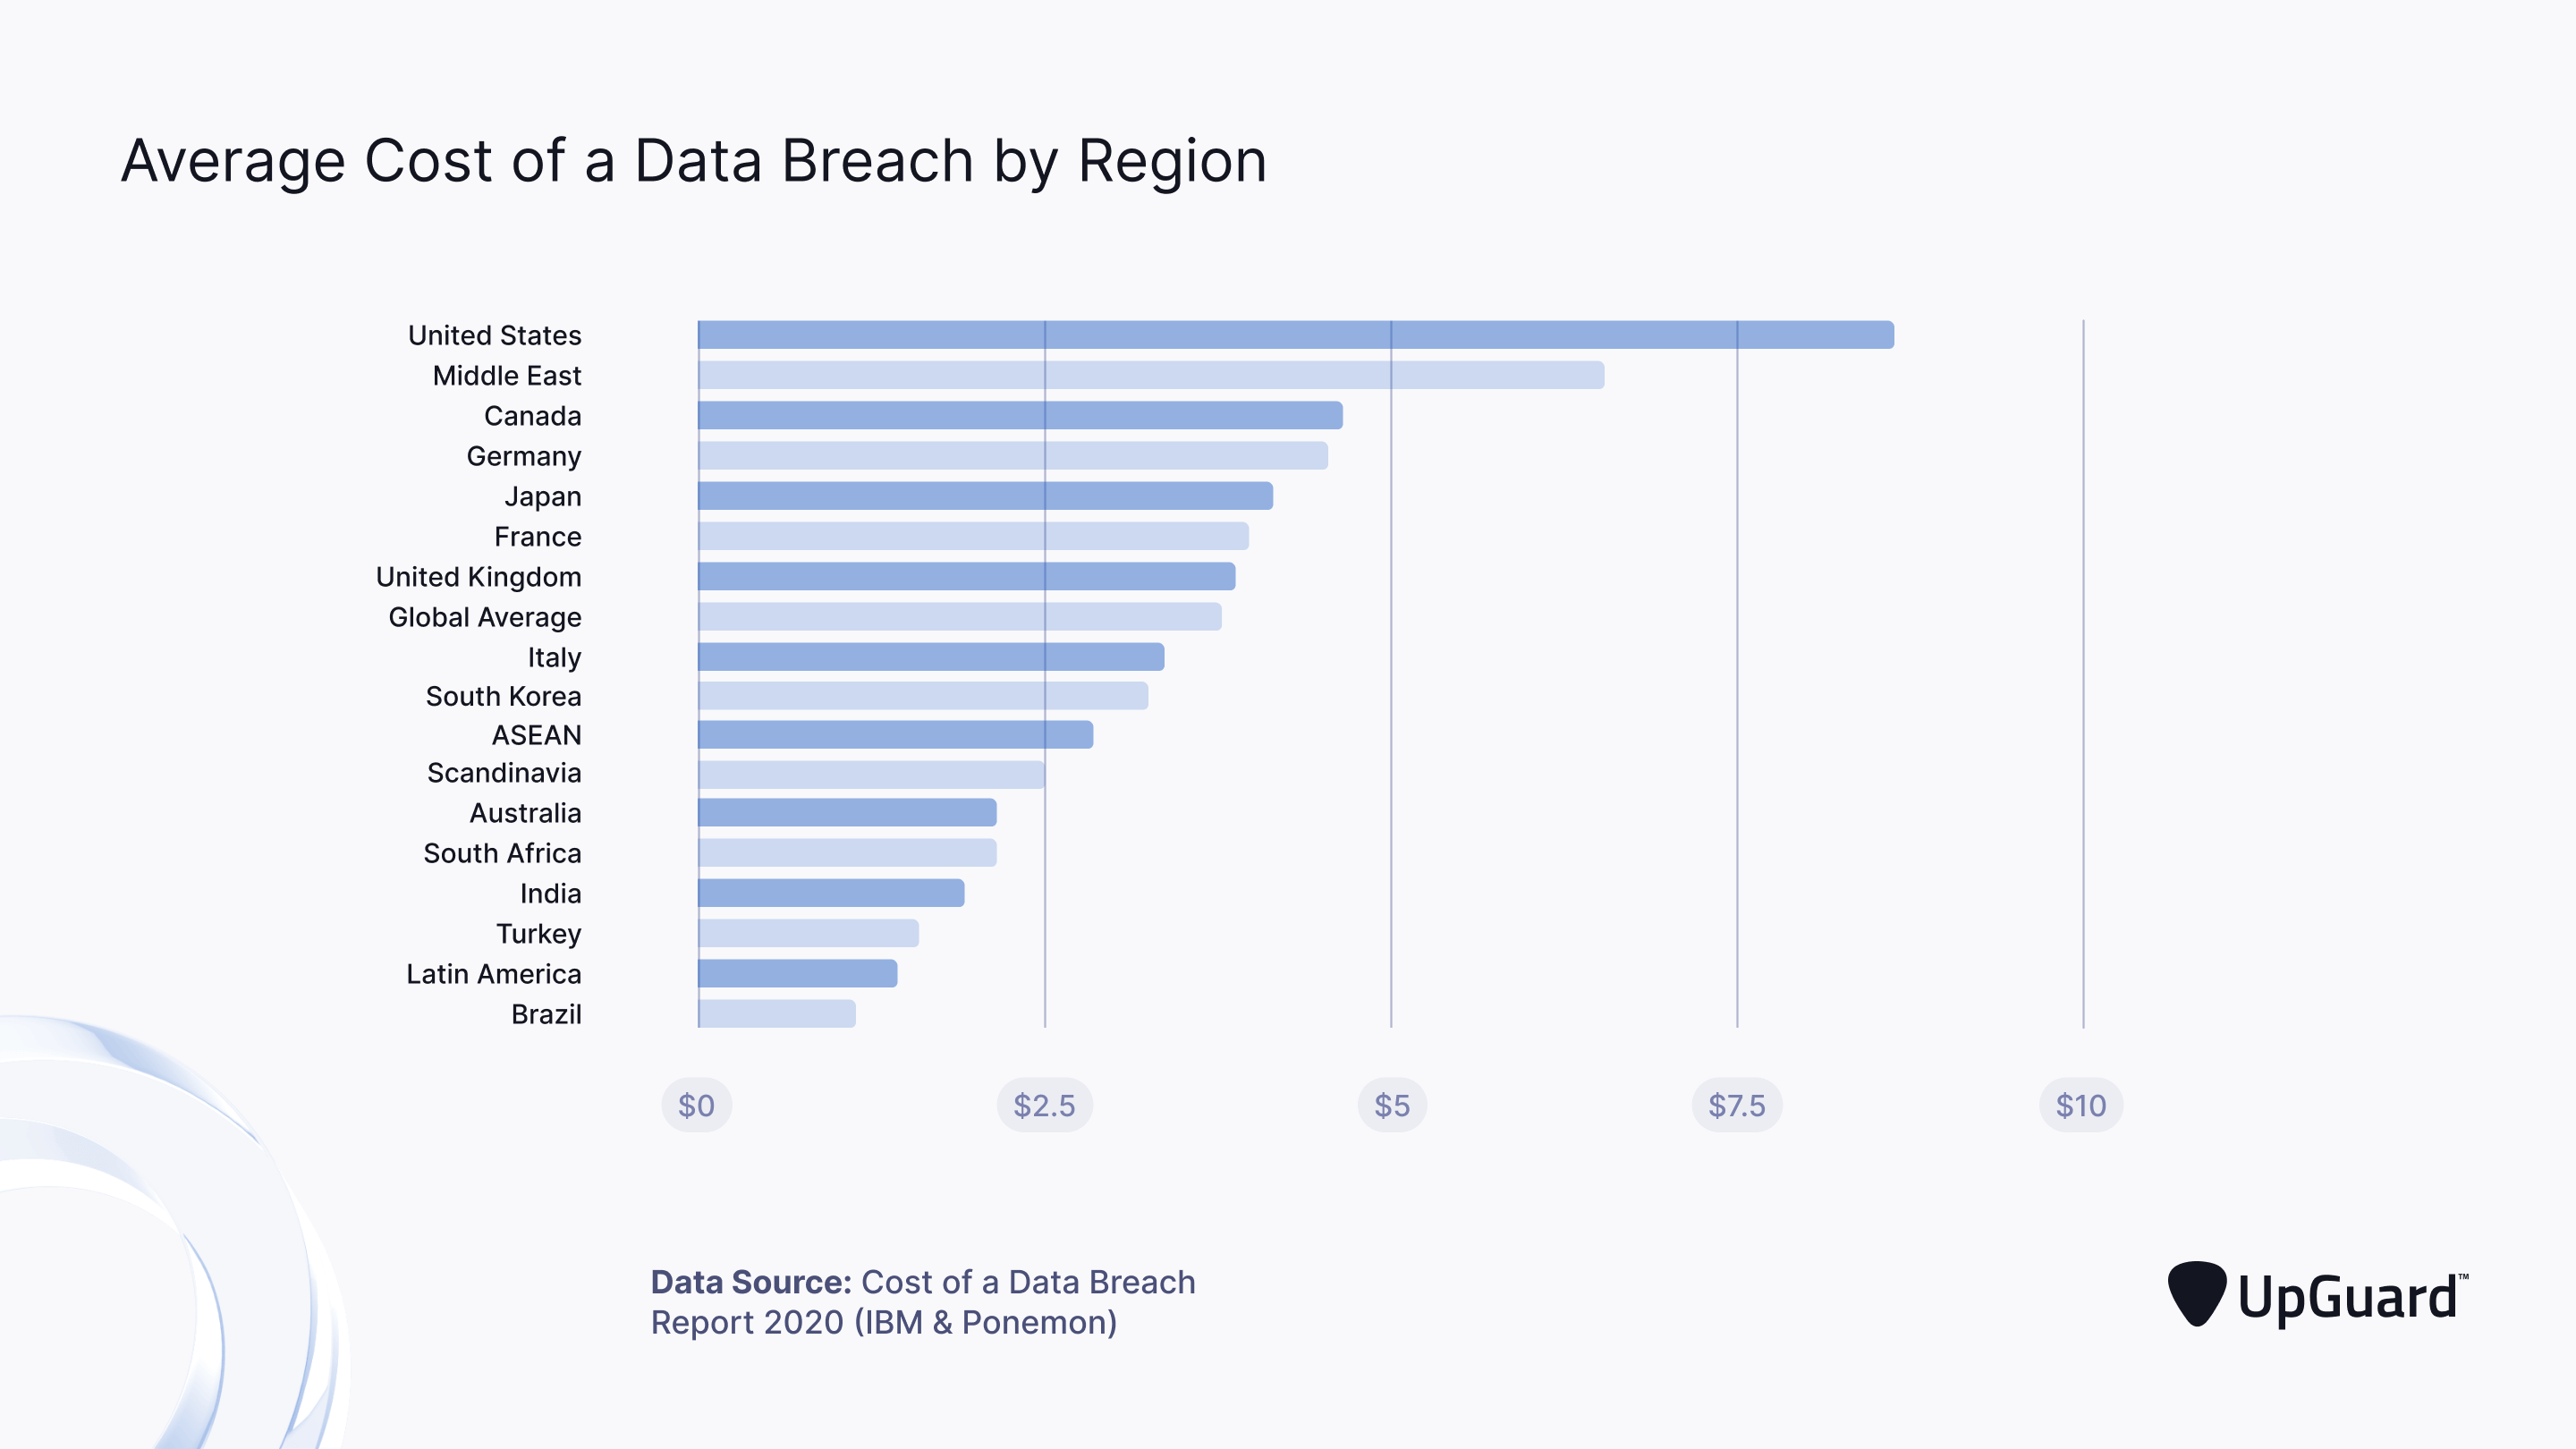 Average Cost of a Data Breach by Region
United States
Middle East
Canada
Germany
Japan
France
United Kingdom
Global Average
Italy
South Korea
ASEAN
Scandinavia
Australia
South Africa
India
Turkey
Latin America
Brazil
$0 $2.5 $5 $7.5 $10
Data Source: Cost of a Data Breach
Report 2020 (IBM & Ponemon)
UpGuard™